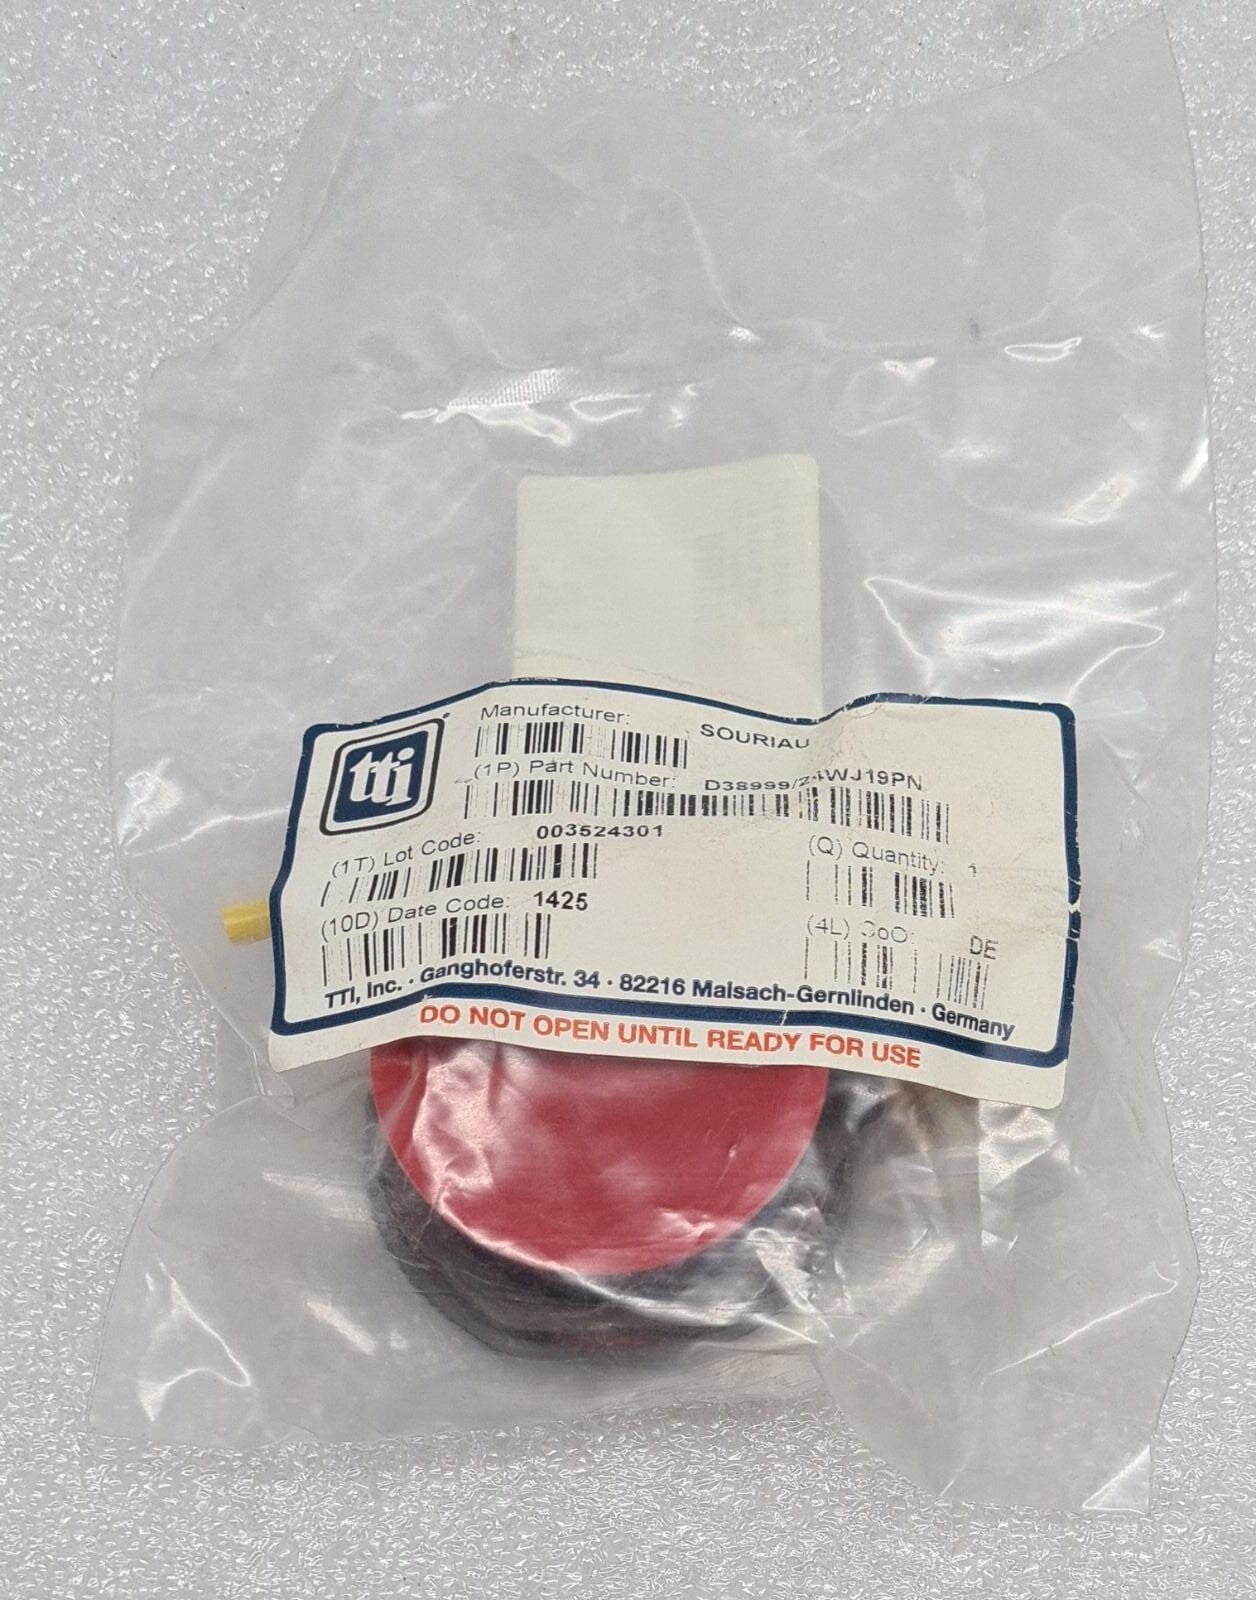 tti
Manufacturer: SOURIAU
(1P) Part Number: D38999/24WJ19PN
(1T) Lot Code: 003524301
(Q) Quantity: 1
(10D) Date Code: 1425
(4L) CoO: DE
TTI, Inc. · Ganghoferstr. 34 · 82216 Maisach-Gernlinden · Germany
DO NOT OPEN UNTIL READY FOR USE